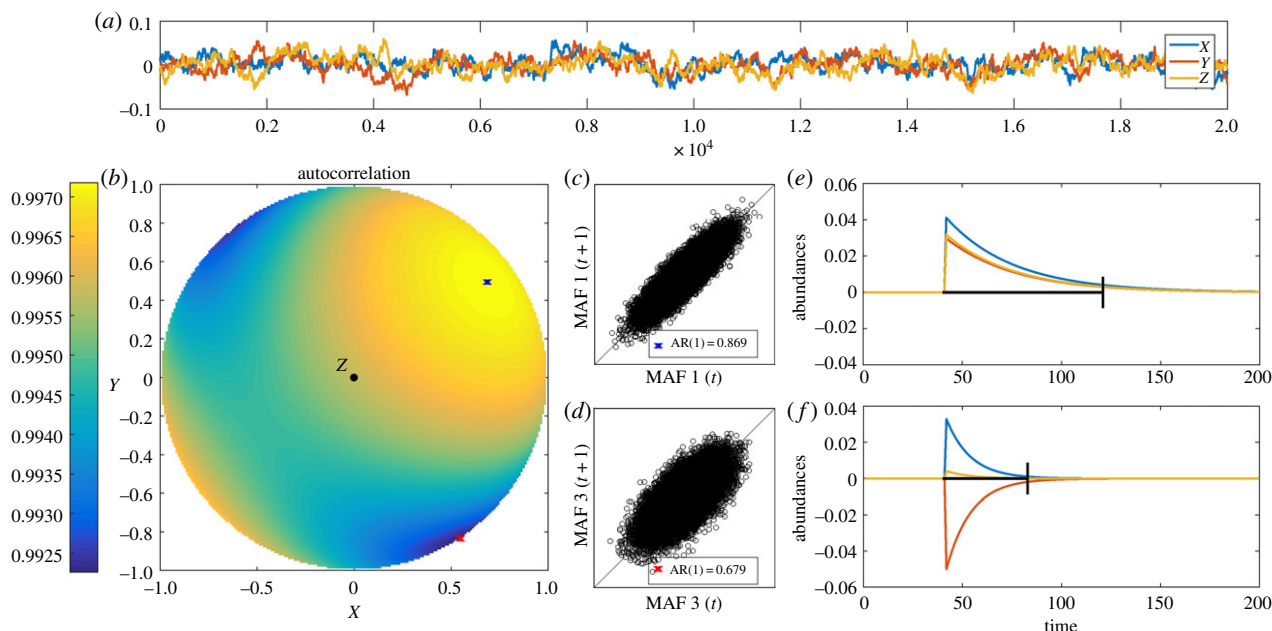 (a)
0.1
0
−0.1
X
Y
Z
0 0.2 0.4 0.6 0.8 1.0 1.2 1.4 1.6 1.8 2.0
× 10^4
(b)
autocorrelation
0.9970
0.9965
0.9960
0.9955
0.9950
0.9945
0.9940
0.9935
0.9930
0.9925
1.0
0.8
0.6
0.4
0.2
0
−0.2
−0.4
−0.6
−0.8
−1.0
Y
Z
−1.0 −0.5 0 0.5 1.0
X
(c)
MAF 1 (t + 1)
AR(1) = 0.869
MAF 1 (t)
(d)
MAF 3 (t + 1)
AR(1) = 0.679
MAF 3 (t)
(e)
abundances
0.06
0.04
0.02
0
−0.02
−0.04
0 50 100 150 200
(f)
abundances
0.04
0.02
0
−0.02
−0.04
−0.06
0 50 100 150 200
time